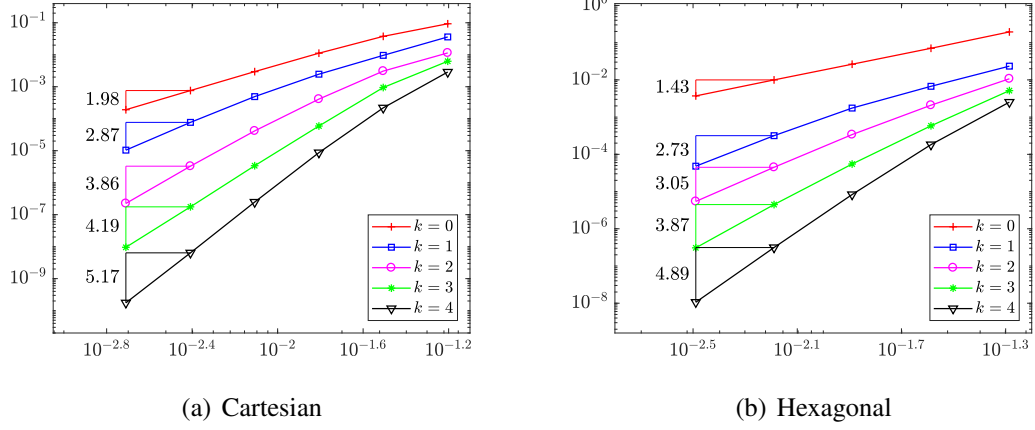 10⁻¹
10⁻³
10⁻⁵
10⁻⁷
10⁻⁹
1.98
2.87
3.86
4.19
5.17
k = 0
k = 1
k = 2
k = 3
k = 4
10⁻²·⁸ 10⁻²·⁴ 10⁻² 10⁻¹·⁶ 10⁻¹·²
(a) Cartesian
10⁰
10⁻²
10⁻⁴
10⁻⁶
10⁻⁸
1.43
2.73
3.05
3.87
4.89
k = 0
k = 1
k = 2
k = 3
k = 4
10⁻²·⁵ 10⁻²·¹ 10⁻¹·⁷ 10⁻¹·³
(b) Hexagonal